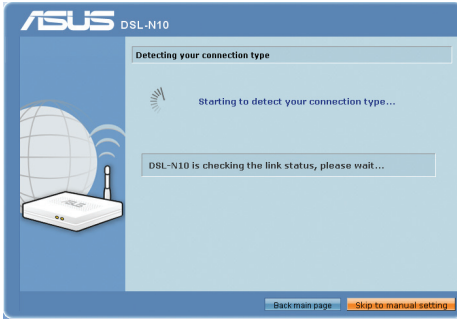 ASUS DSL-N10
Detecting your connection type
Starting to detect your connection type...
DSL-N10 is checking the link status, please wait...
ASUS
Back main page
Skip to manual setting